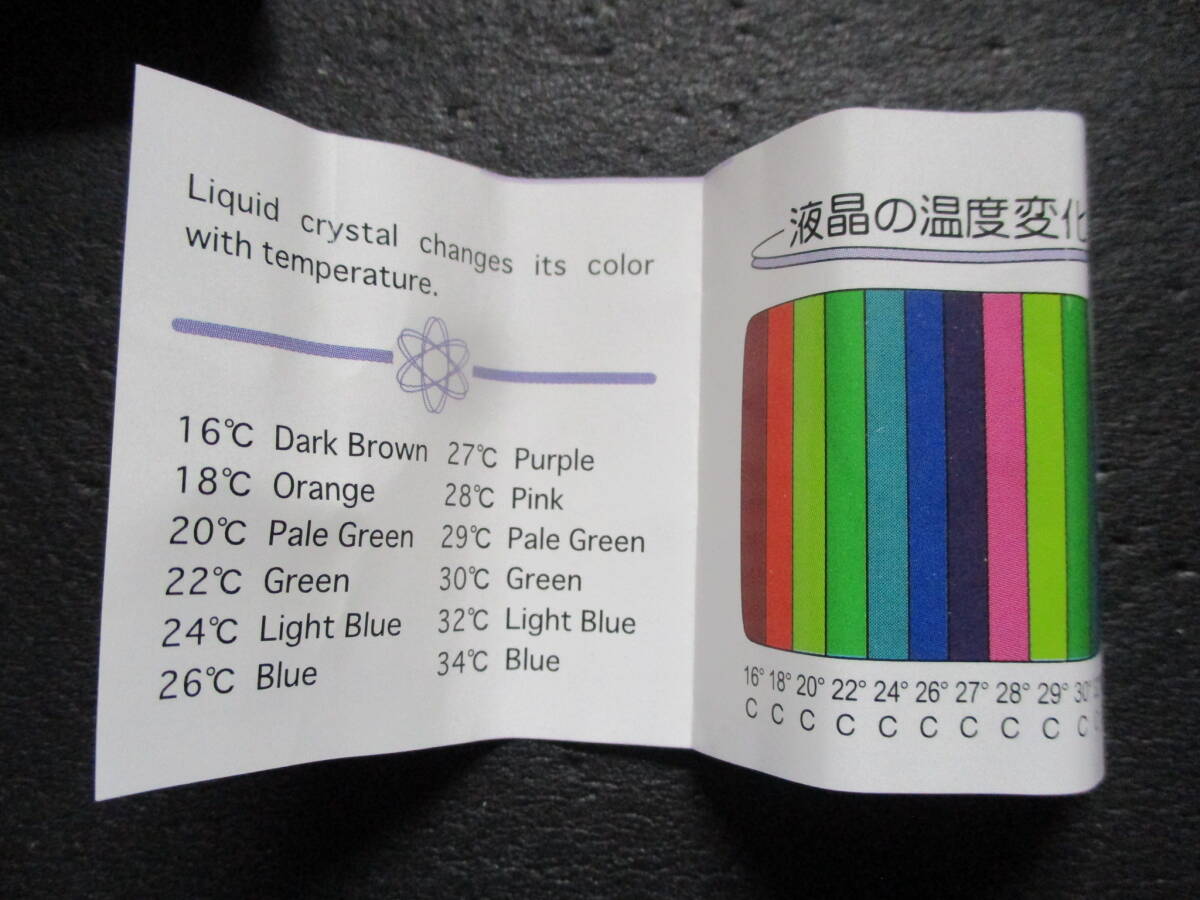 Liquid crystal changes its color
with temperature.
16℃ Dark Brown
18℃ Orange
20℃ Pale Green
22℃ Green
24℃ Light Blue
26℃ Blue
27℃ Purple
28℃ Pink
29℃ Pale Green
30℃ Green
32℃ Light Blue
34℃ Blue
液晶の温度変化
16° 18° 20° 22° 24° 26° 27° 28° 29° 30°
C C C C C C C C C C